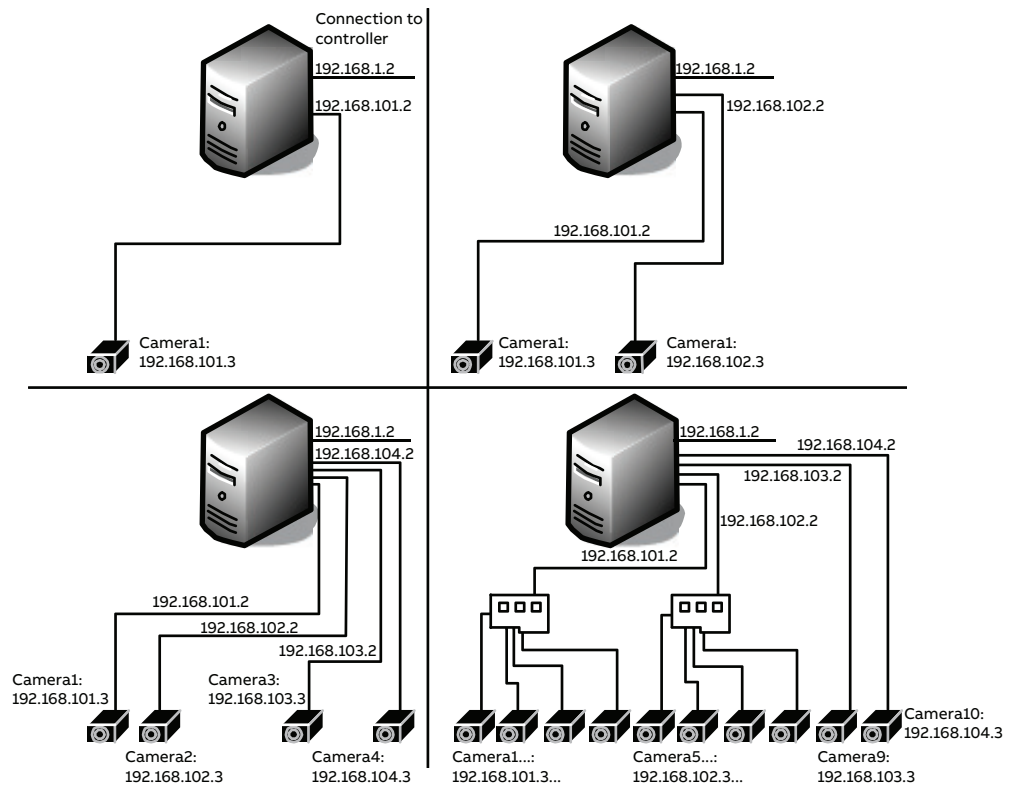 Connection to
controller
192.168.1.2
192.168.101.2
Camera1:
192.168.101.3
192.168.1.2
192.168.102.2
192.168.101.2
Camera1:
192.168.101.3
Camera1:
192.168.102.3
192.168.1.2
192.168.104.2
192.168.101.2
192.168.102.2
192.168.103.2
Camera1:
192.168.101.3
Camera3:
192.168.103.3
Camera2:
192.168.102.3
Camera4:
192.168.104.3
192.168.1.2
192.168.104.2
192.168.103.2
192.168.102.2
192.168.101.2
Camera10:
192.168.104.3
Camera1...:
192.168.101.3...
Camera5...:
192.168.102.3...
Camera9:
192.168.103.3